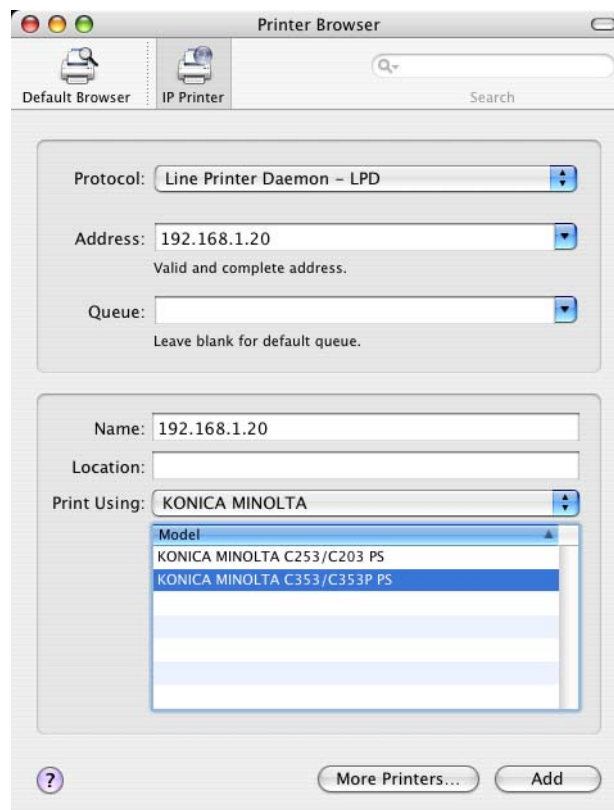 Printer Browser
Default Browser
IP Printer
Search
Protocol: Line Printer Daemon – LPD
Address: 192.168.1.20
Valid and complete address.
Queue:
Leave blank for default queue.
Name: 192.168.1.20
Location:
Print Using: KONICA MINOLTA
Model
KONICA MINOLTA C253/C203 PS
KONICA MINOLTA C353/C353P PS
?
More Printers...
Add